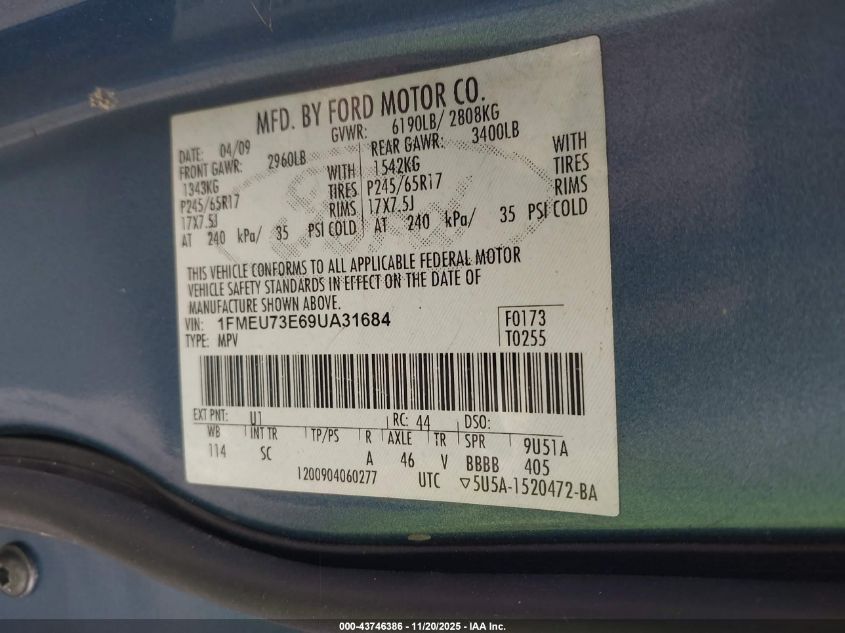 MFD. BY FORD MOTOR CO.
DATE: 04/09 GVWR: 6190LB/ 2808KG
FRONT GAWR: 2960LB REAR GAWR: 3400LB
1343KG WITH 1542KG WITH
P245/65R17 TIRES P245/65R17 TIRES
17X7.5J RIMS 17X7.5J RIMS
AT 240 kPa/ 35 PSI COLD AT 240 kPa/ 35 PSI COLD
THIS VEHICLE CONFORMS TO ALL APPLICABLE FEDERAL MOTOR
VEHICLE SAFETY STANDARDS IN EFFECT ON THE DATE OF
MANUFACTURE SHOWN ABOVE.
VIN: 1FMEU73E69UA31684 F0173
TYPE: MPV T0255
EXT PNT: U1 RC: 44 DSO:
WB INT TR TP/PS R AXLE TR SPR 9U51A
114 SC A 46 V BBBB 405
1200904060277 UTC ▽5U5A-1520472-BA
000-43746386 - 11/20/2025 - IAA Inc.